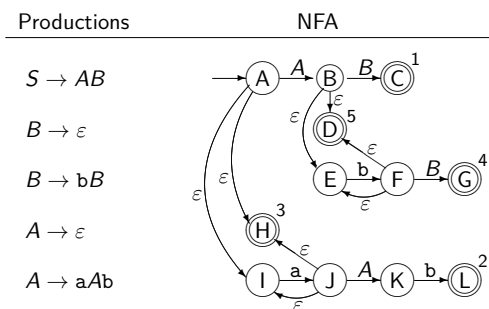 Productions NFA
S → AB A A B B C 1
ε ε
B → ε D 5
ε
B → bB E b F B G 4
ε ε
A → ε H 3
ε
A → aAb I a J A K b L 2
ε